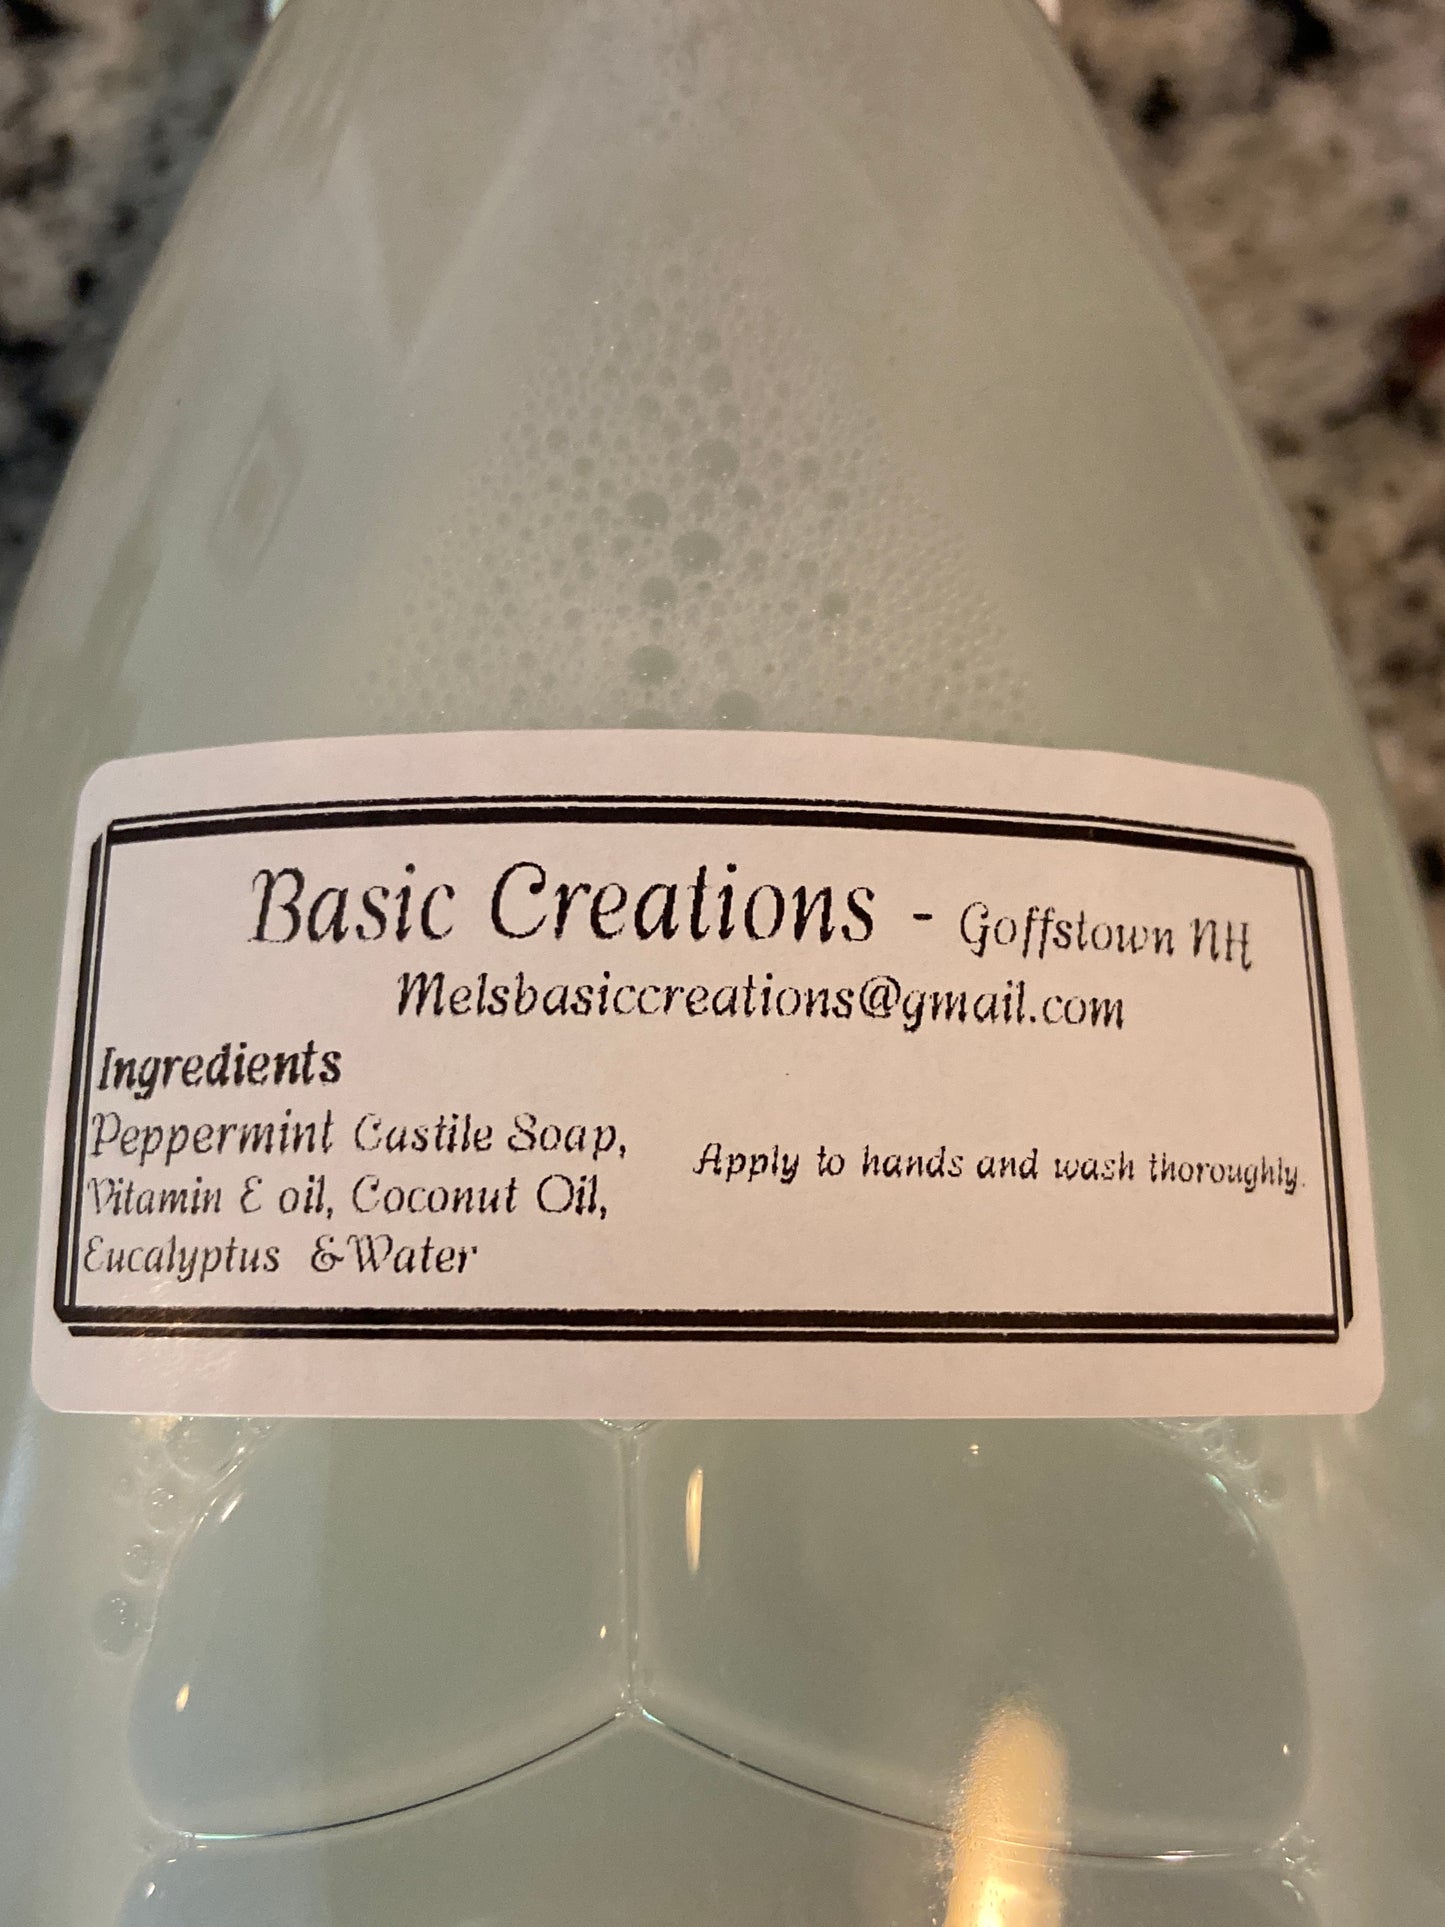 Basic Creations - Goffstown NH
Melsbasiccreations@gmail.com
Ingredients
Peppermint Castile Soap,
Vitamin E oil, Coconut Oil,
Eucalyptus & Water
Apply to hands and wash thoroughly.